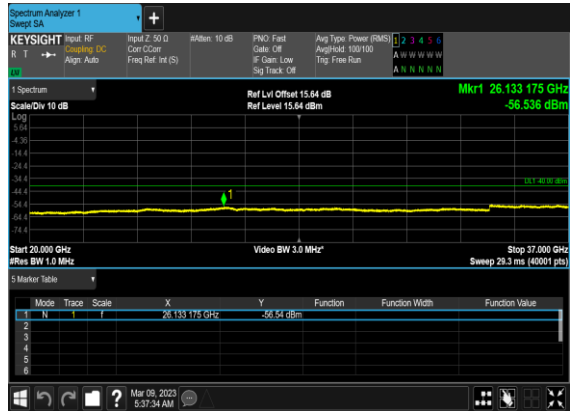 Spectrum Analyzer 1
Swept SA
+
KEYSIGHT Input: RF Input Z: 50 Ω #Atten: 10 dB PNO: Fast Avg Type: Power (RMS) 1 2 3 4 5 6
R T Coupling: DC Corr CCorr Gate: Off Avg|Hold: 100/100 A W W W W W
Align: Auto Freq Ref: Int (S) IF Gain: Low Trig: Free Run
LW Sig Track: Off A N N N N N
1 Spectrum Ref Lvl Offset 15.64 dB Mkr1 26.133 175 GHz
Scale/Div 10 dB Ref Level 15.64 dBm -56.536 dBm
Log
5.64
-4.36
-14.4
-24.4
-34.4
DL1 -40.00 dBm
-44.4
1
-54.4
-64.4
-74.4
Start 20.000 GHz Video BW 3.0 MHz* Stop 37.000 GHz
#Res BW 1.0 MHz Sweep 29.3 ms (40001 pts)
5 Marker Table
Mode Trace Scale X Y Function Function Width Function Value
1 N 1 f 26.133 175 GHz -56.54 dBm
2
3
4
5
6
? Mar 09, 2023
5:37:34 AM